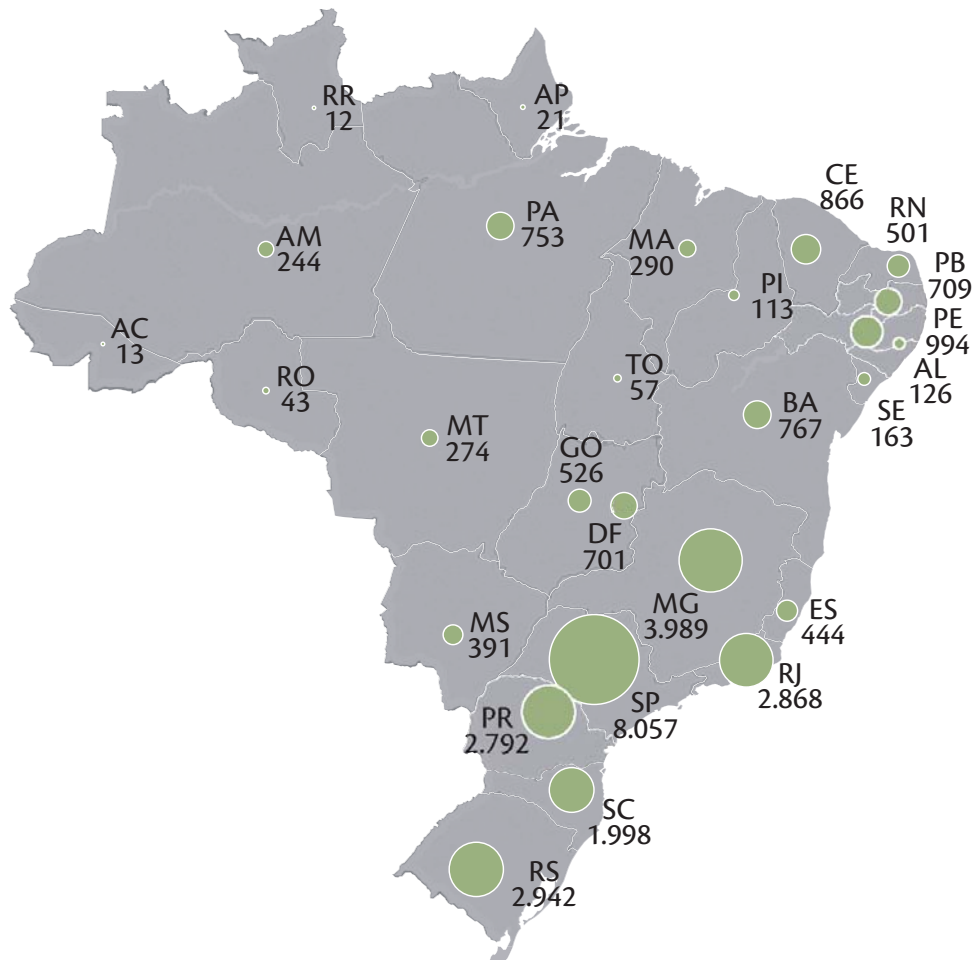 RR
12
AP
21
CE
866
RN
501
PA
753
AM
244
MA
290
PB
709
PI
113
PE
994
AC
13
AL
126
TO
57
RO
43
BA
767
SE
163
MT
274
GO
526
DF
701
MG
3.989
ES
444
MS
391
RJ
2.868
SP
8.057
PR
2.792
SC
1.998
RS
2.942